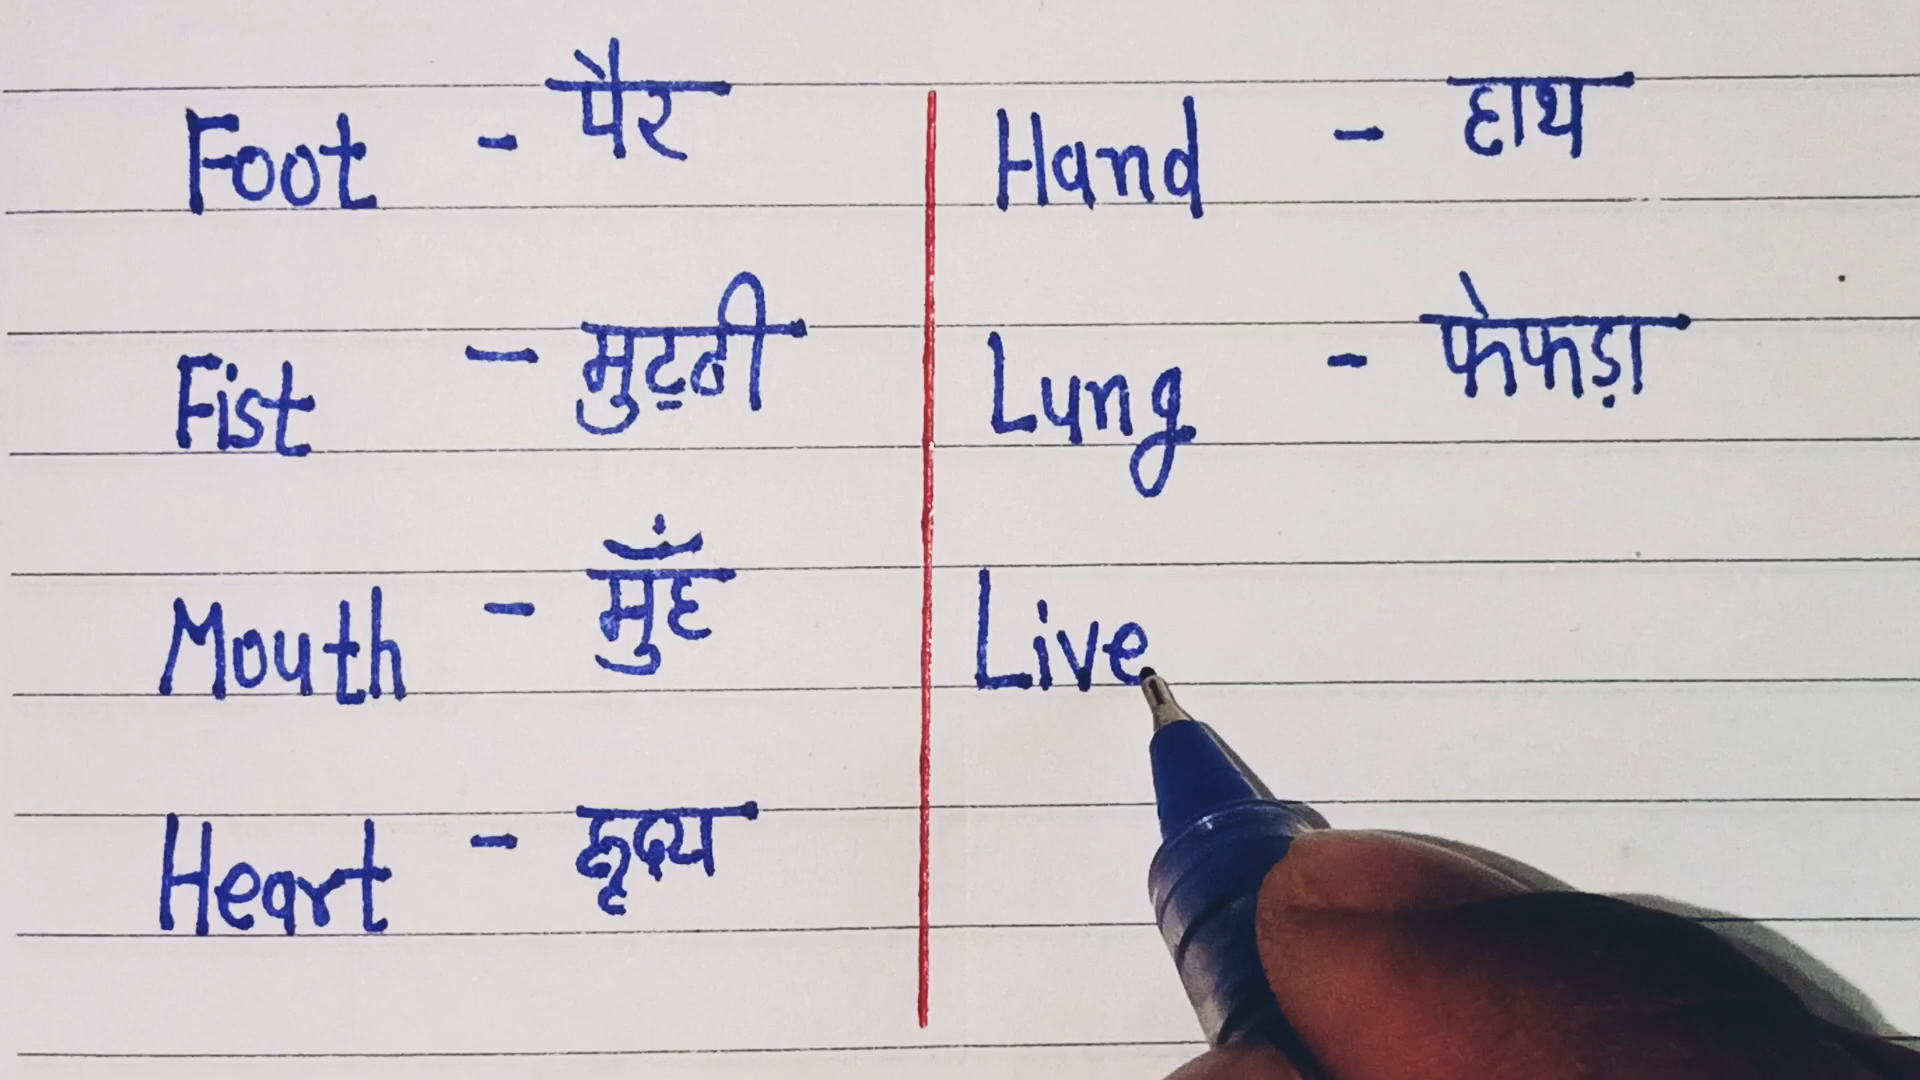 Foot - पैर
Fist - मुट्ठी
Mouth - मुँह
Heart - हृदय
Hand - हाथ
Lung - फेफड़ा
Live